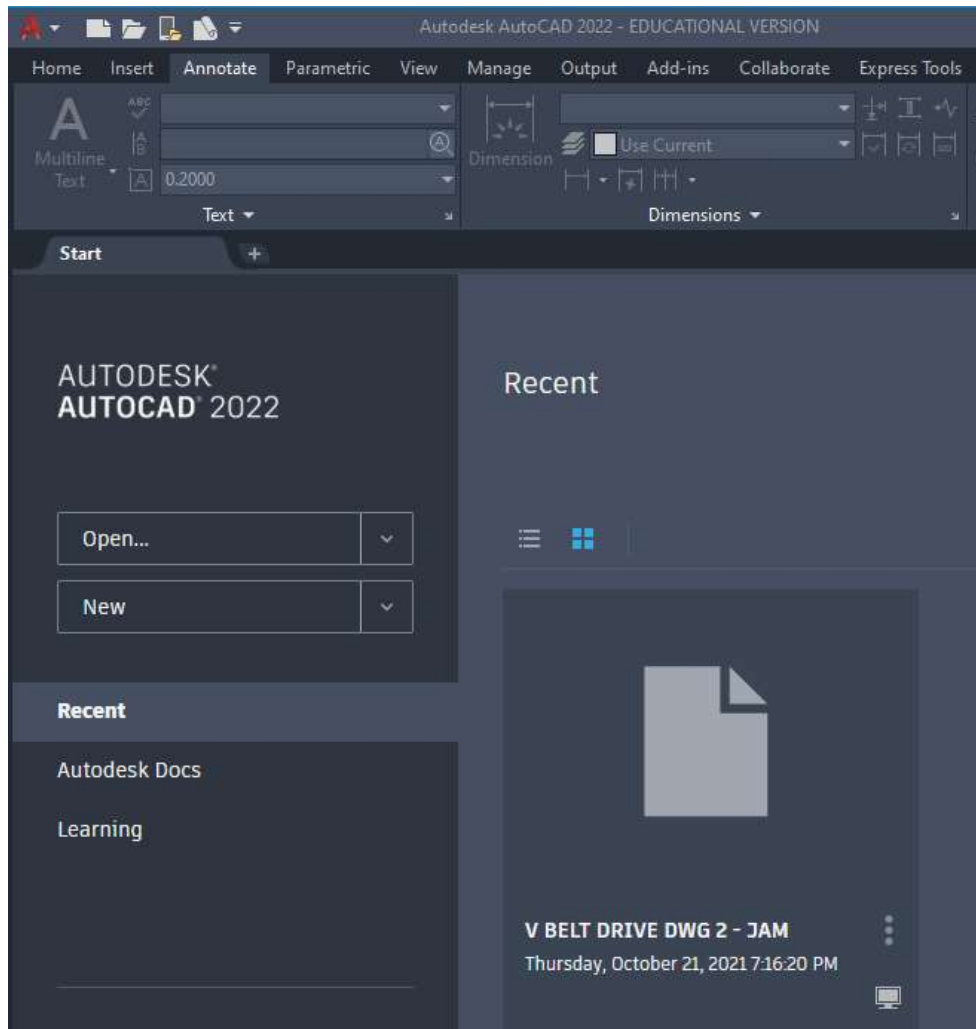 Autodesk AutoCAD 2022 - EDUCATIONAL VERSION
Home Insert Annotate Parametric View Manage Output Add-ins Collaborate Express Tools
A
Multiline
Text
ABC
A
B
A
0.2000
Text
Dimension
Use Current
Dimensions
Start +
AUTODESK®
AUTOCAD® 2022
Open...
New
Recent
Autodesk Docs
Learning
Recent
V BELT DRIVE DWG 2 - JAM
Thursday, October 21, 2021 7:16:20 PM